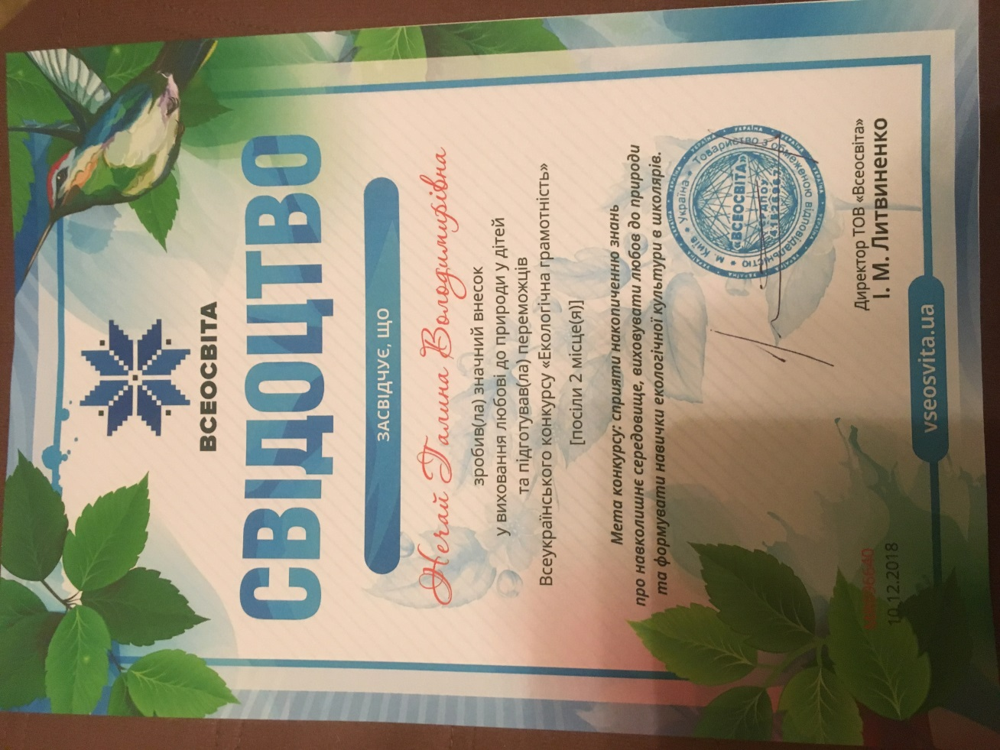 ВСЕОСВІТА
СВІДОЦТВО
ЗАСВІДЧУЄ, ЩО
Нечай Галина Володимирівна
зробив(ла) значний внесок
у виховання любові до природи у дітей
та підготував(ла) переможців
Всеукраїнського конкурсу «Екологічна грамотність»
[посіли 2 місце(я)]
Мета конкурсу: сприяти накопиченню знань
про навколишнє середовище, виховувати любов до природи
та формувати навички екологічної культури в школярів.
Україна • Товариство з обмеженою відповідальністю • М. Київ
«ВСЕОСВІТА»
ЄДРПОУ
10.12.2018
Директор ТОВ «Всеосвіта»
І. М. Литвиненко
vseosvita.ua